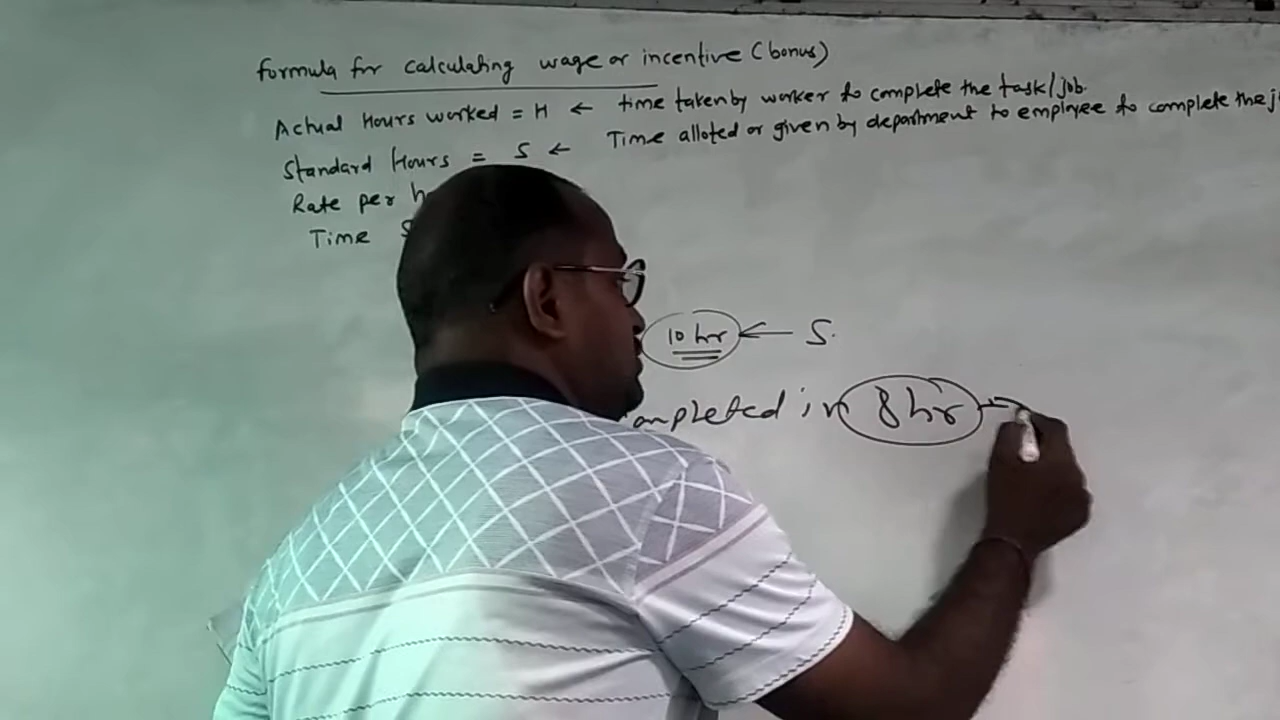 formula for calculating wage or incentive (bonus)
Actual Hours worked = H ← time taken by worker to complete the task/job.
Standard Hours = S ← Time alloted or given by department to employee to complete the
Rate per
Time
10 hr ← S.
ompleted in 8 hr